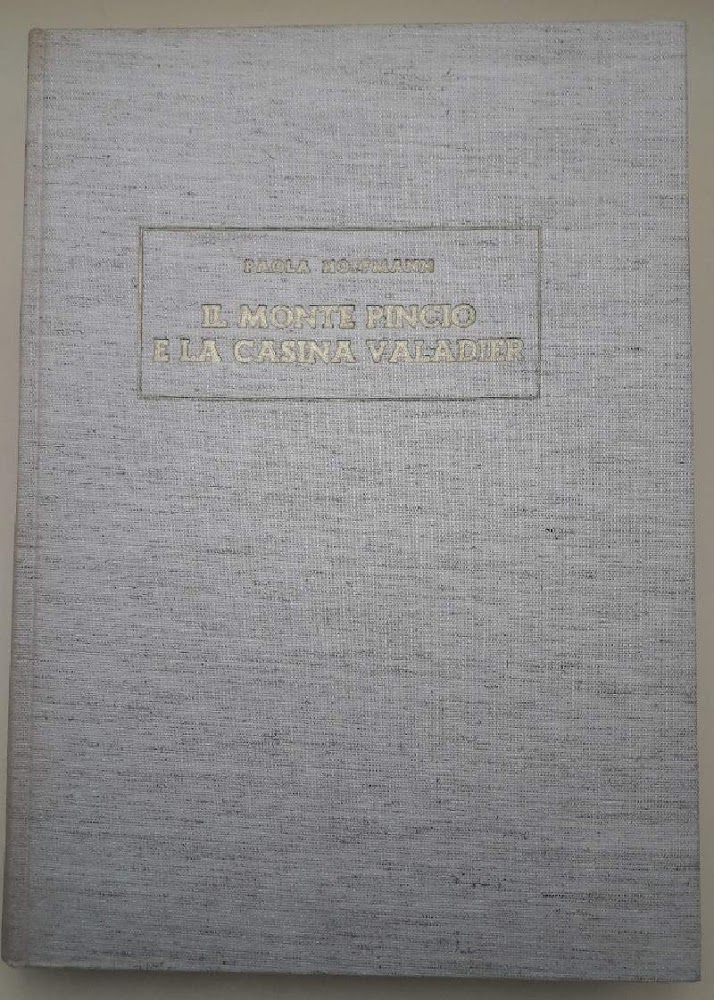 PAOLA HOFFMANN
IL MONTE PINCIO
E LA CASINA VALADIER